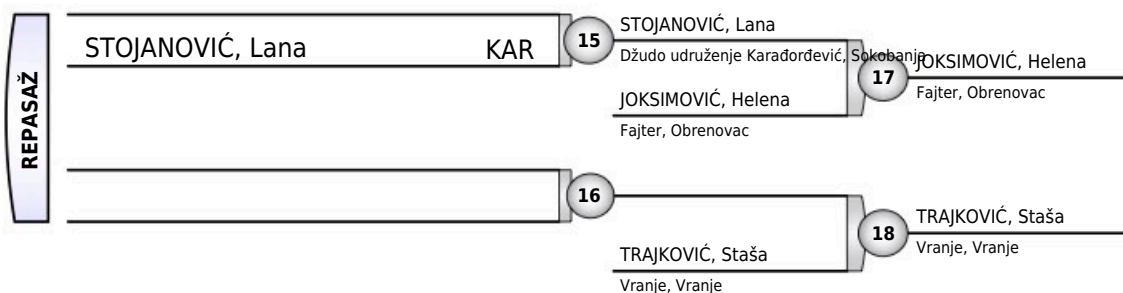 REPASAŽ
STOJANOVIĆ, Lana KAR
15
STOJANOVIĆ, Lana
Džudo udruženje Karađorđević, Sokobanja
JOKSIMOVIĆ, Helena
Fajter, Obrenovac
17
JOKSIMOVIĆ, Helena
Fajter, Obrenovac
16
TRAJKOVIĆ, Staša
Vranje, Vranje
18
TRAJKOVIĆ, Staša
Vranje, Vranje